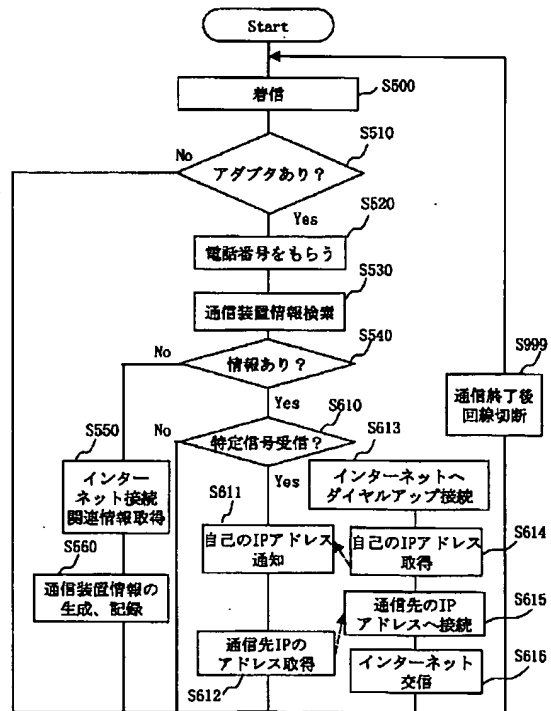 Start
着信
S500
S510
No
アダプタあり？
Yes
S520
電話番号をもらう
S530
通信装置情報検索
S540
No
情報あり？
Yes
S999
通信終了後
回線切断
S610
No
特定信号受信？
Yes
S550
インター
ネット接続
関連情報取得
S613
インターネットへ
ダイヤルアップ接続
S611
自己のIPアドレス
通知
自己のIPアドレス
取得
S614
S560
通信装置情報の
生成、記録
通信先のIP
アドレスへ接続
S615
通信先IPの
アドレス取得
S612
インターネット
交信
S616